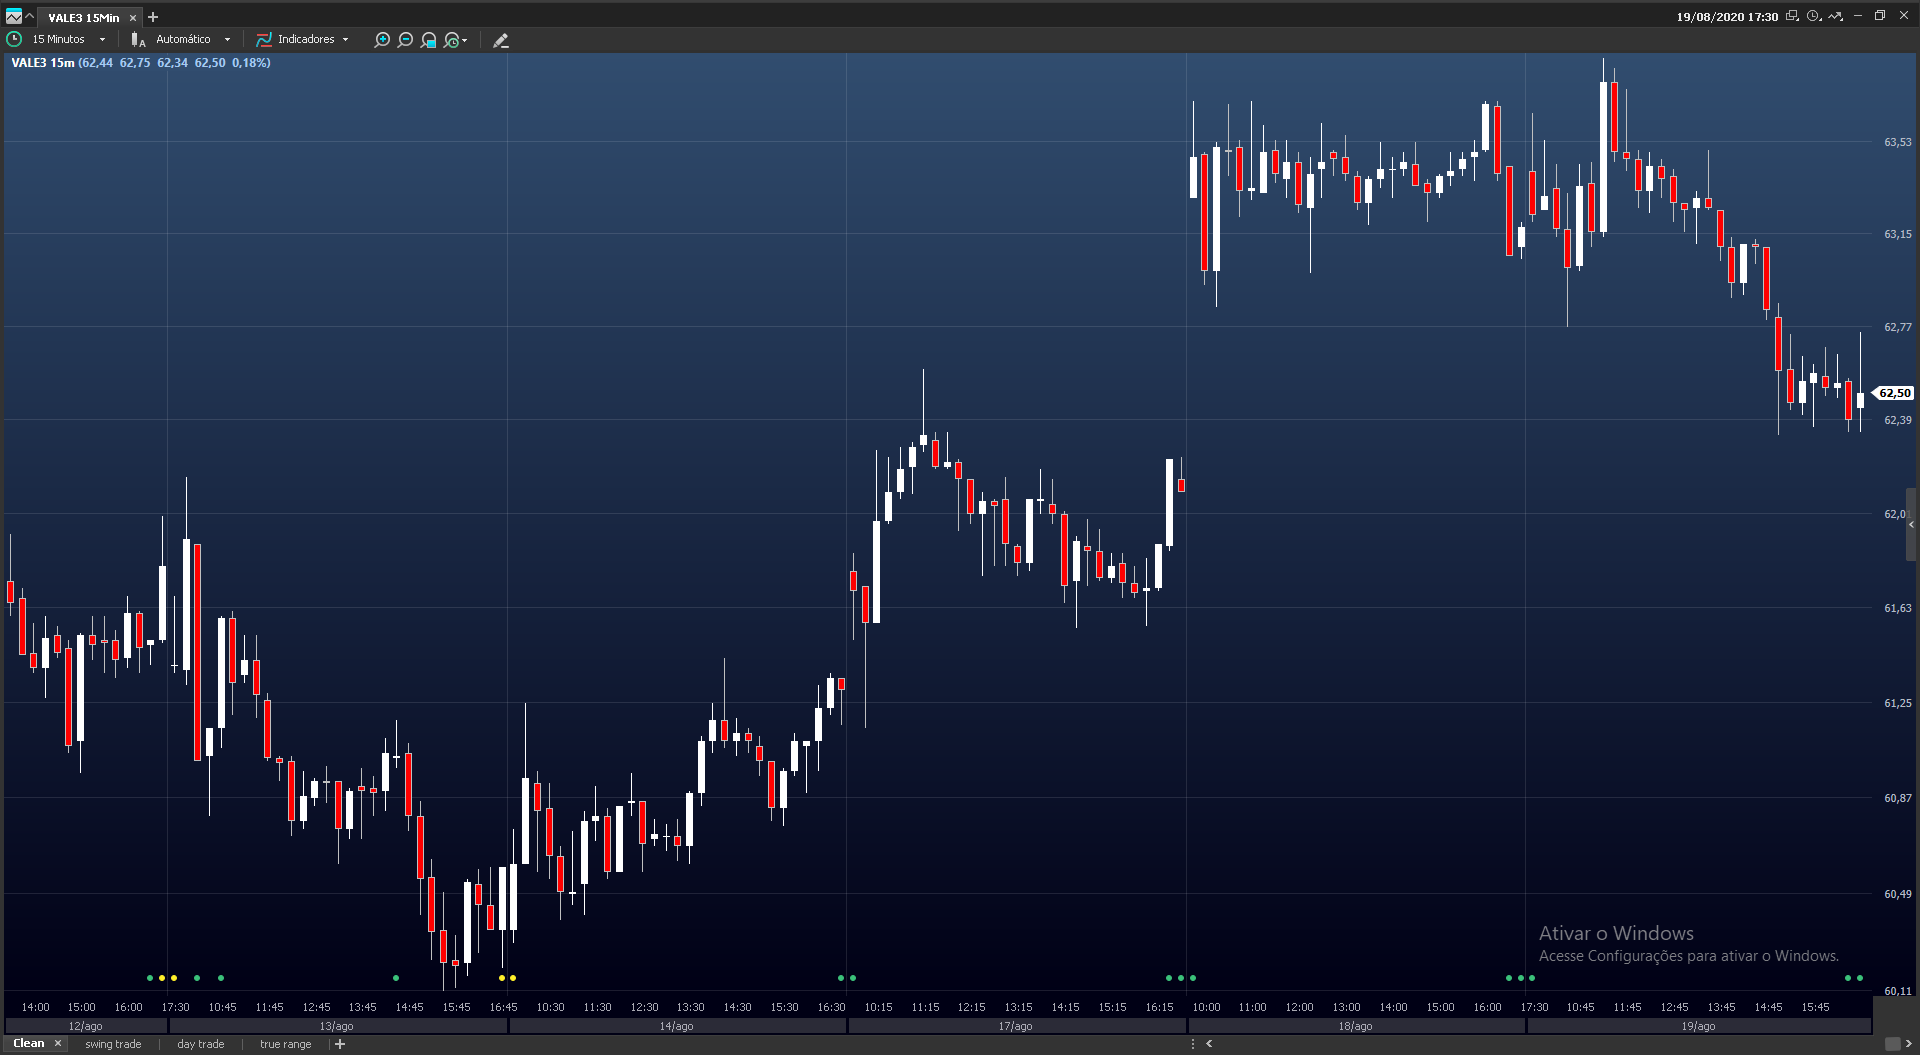 VALE3 15Min
19/08/2020 17:30
15 Minutos
Automático
Indicadores
VALE3 15m (62,44 62,75 62,34 62,50 0,18%)
63,53
63,15
62,77
62,50
62,39
62,01
61,63
61,25
60,87
60,49
60,11
Ativar o Windows
Acesse Configurações para ativar o Windows.
14:00 15:00 16:00 17:30 10:45 11:45 12:45 13:45 14:45 15:45 16:45 10:30 11:30 12:30 13:30 14:30 15:30 16:30 10:15 11:15 12:15 13:15 14:15 15:15 16:15 10:00 11:00 12:00 13:00 14:00 15:00 16:00 17:30 10:45 11:45 12:45 13:45 14:45 15:45
12/ago 13/ago 14/ago 17/ago 18/ago 19/ago
Clean swing trade day trade true range